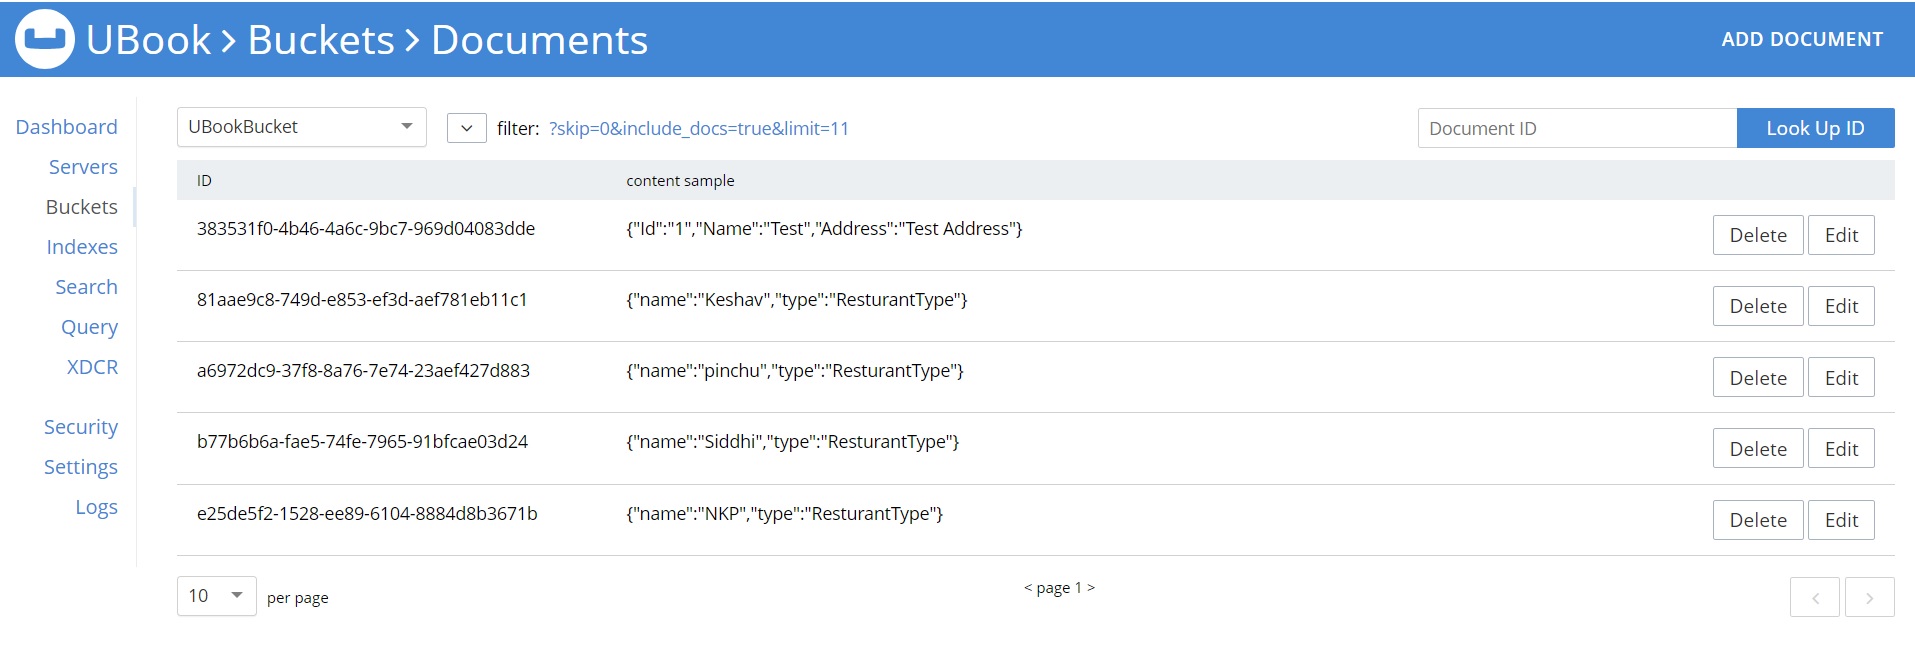 UBook > Buckets > Documents
ADD DOCUMENT
Dashboard
Servers
Buckets
Indexes
Search
Query
XDCR
Security
Settings
Logs
UBookBucket
filter: ?skip=0&include_docs=true&limit=11
Document ID
Look Up ID
ID content sample
383531f0-4b46-4a6c-9bc7-969d04083dde {"Id":"1","Name":"Test","Address":"Test Address"} Delete Edit
81aae9c8-749d-e853-ef3d-aef781eb11c1 {"name":"Keshav","type":"ResturantType"} Delete Edit
a6972dc9-37f8-8a76-7e74-23aef427d883 {"name":"pinchu","type":"ResturantType"} Delete Edit
b77b6b6a-fae5-74fe-7965-91bfcae03d24 {"name":"Siddhi","type":"ResturantType"} Delete Edit
e25de5f2-1528-ee89-6104-8884d8b3671b {"name":"NKP","type":"ResturantType"} Delete Edit
10 per page
< page 1 >
< >